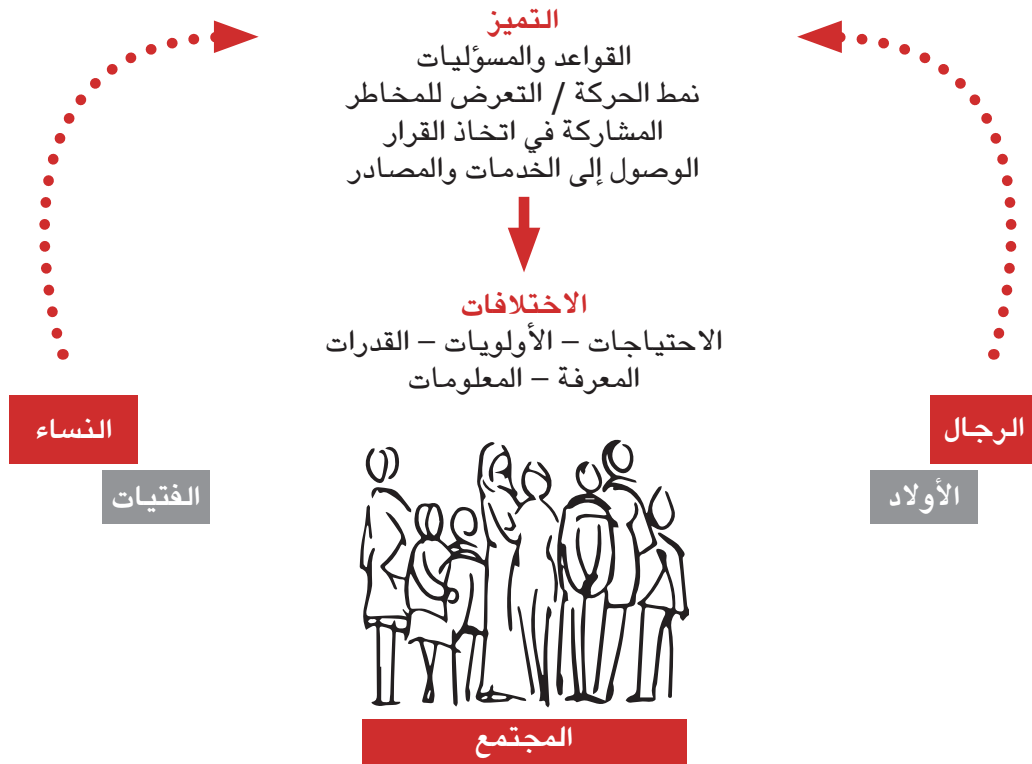 التميز
القواعد والمسؤليات
نمط الحركة / التعرض للمخاطر
المشاركة في اتخاذ القرار
الوصول إلى الخدمات والمصادر
الاختلافات
الاحتياجات – الأولويات – القدرات
المعرفة – المعلومات
الرجال
الأولاد
النساء
الفتيات
المجتمع